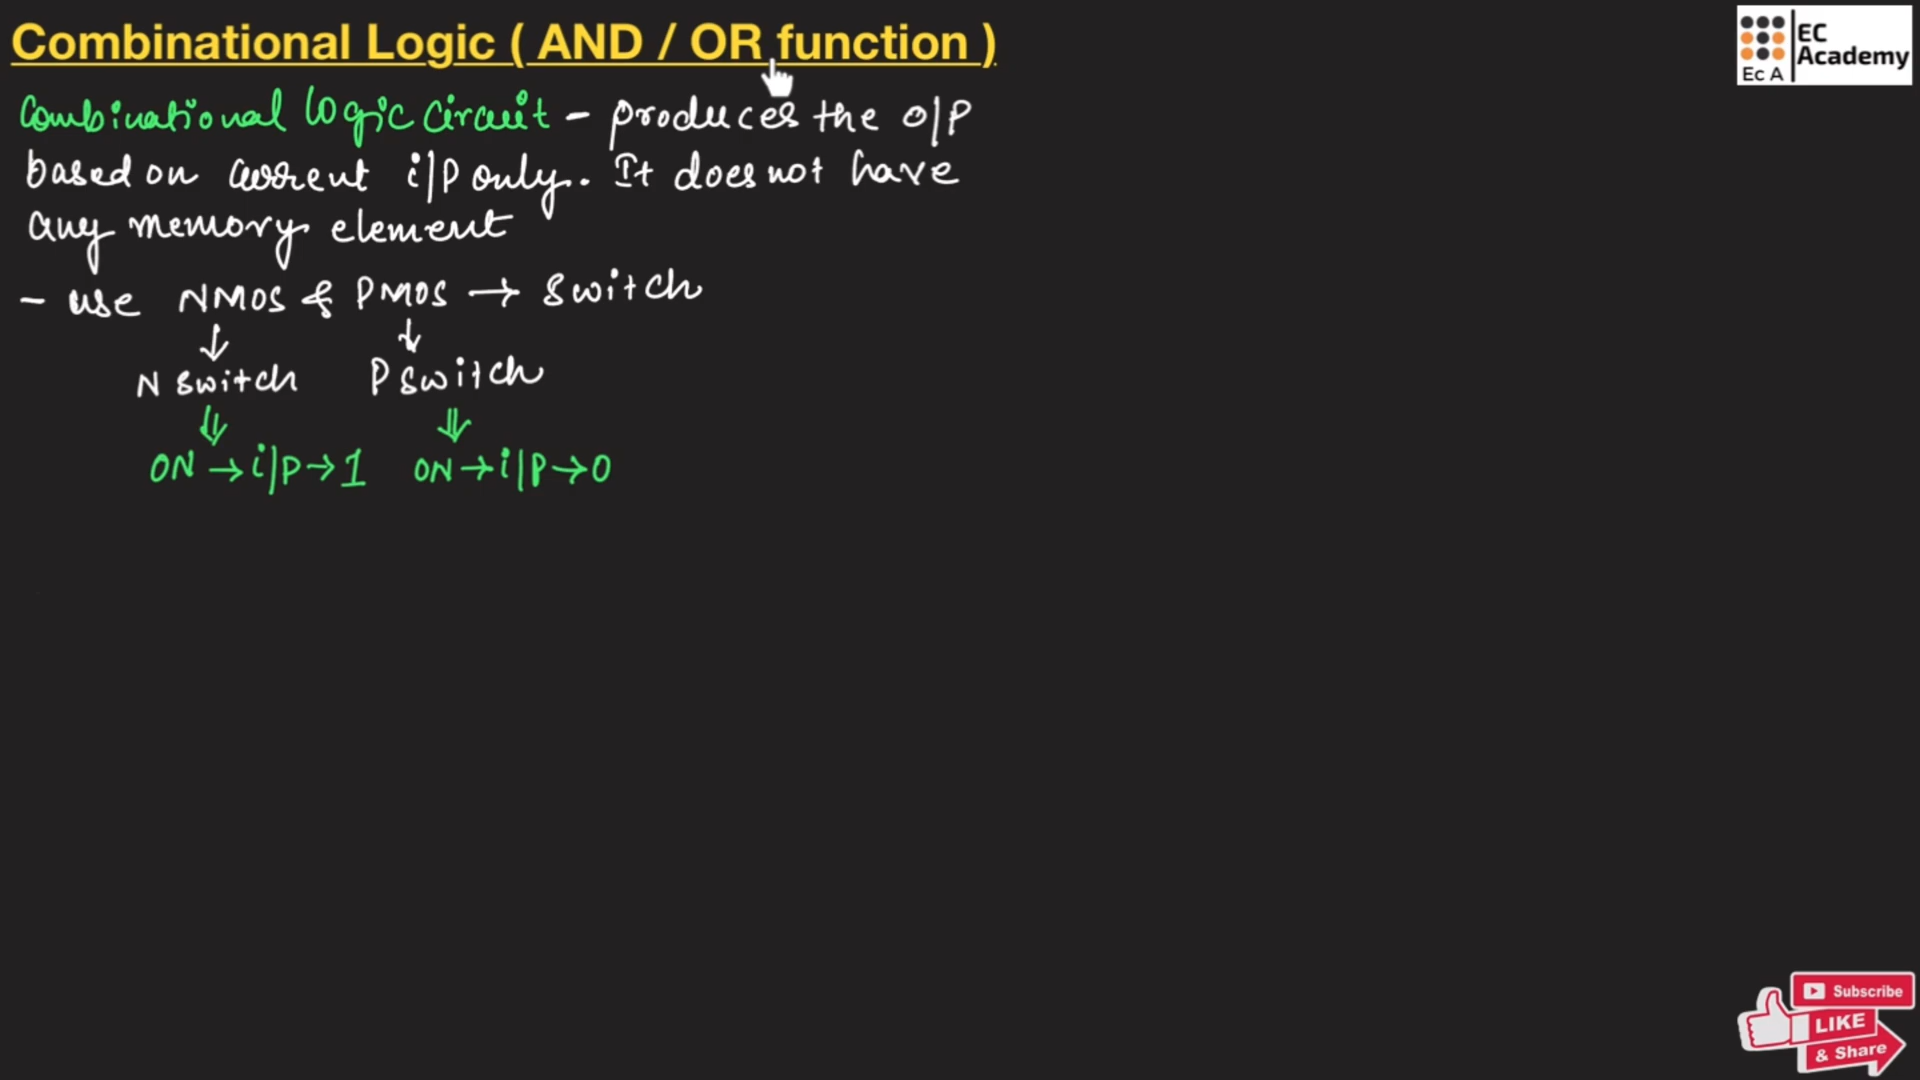 Combinational Logic ( AND / OR function )
EC
Academy
Ec A
Combinational logic circuit - produces the o/p
based on current i/p only. It does not have
any memory element
- use NMOS & PMOS → switch
↓ ↓
N switch P switch
⇓ ⇓
ON → i/p → 1 ON → i/p → 0
Subscribe
LIKE
& Share